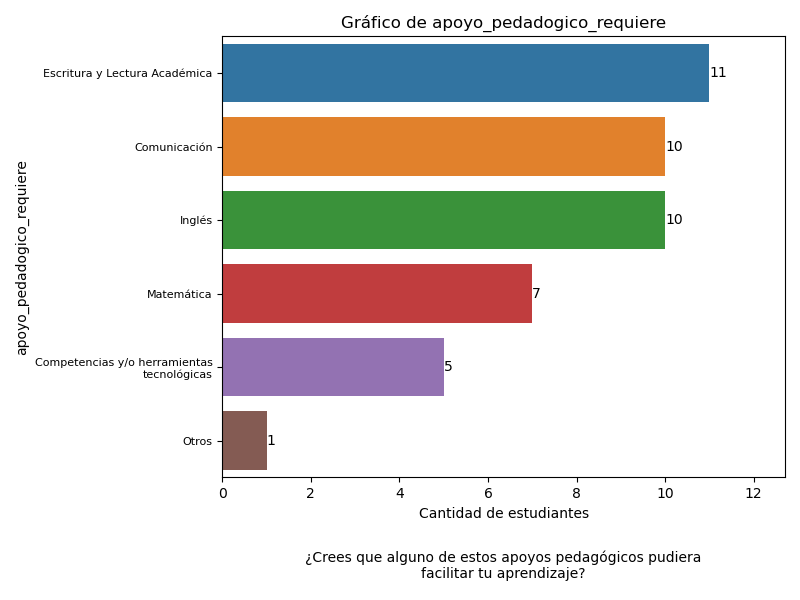 Gráfico de apoyo_pedadogico_requiere
apoyo_pedadogico_requiere
Escritura y Lectura Académica
11
Comunicación
10
Inglés
10
Matemática
7
Competencias y/o herramientas
tecnológicas
5
Otros
1
0 2 4 6 8 10 12
Cantidad de estudiantes
¿Crees que alguno de estos apoyos pedagógicos pudiera
facilitar tu aprendizaje?